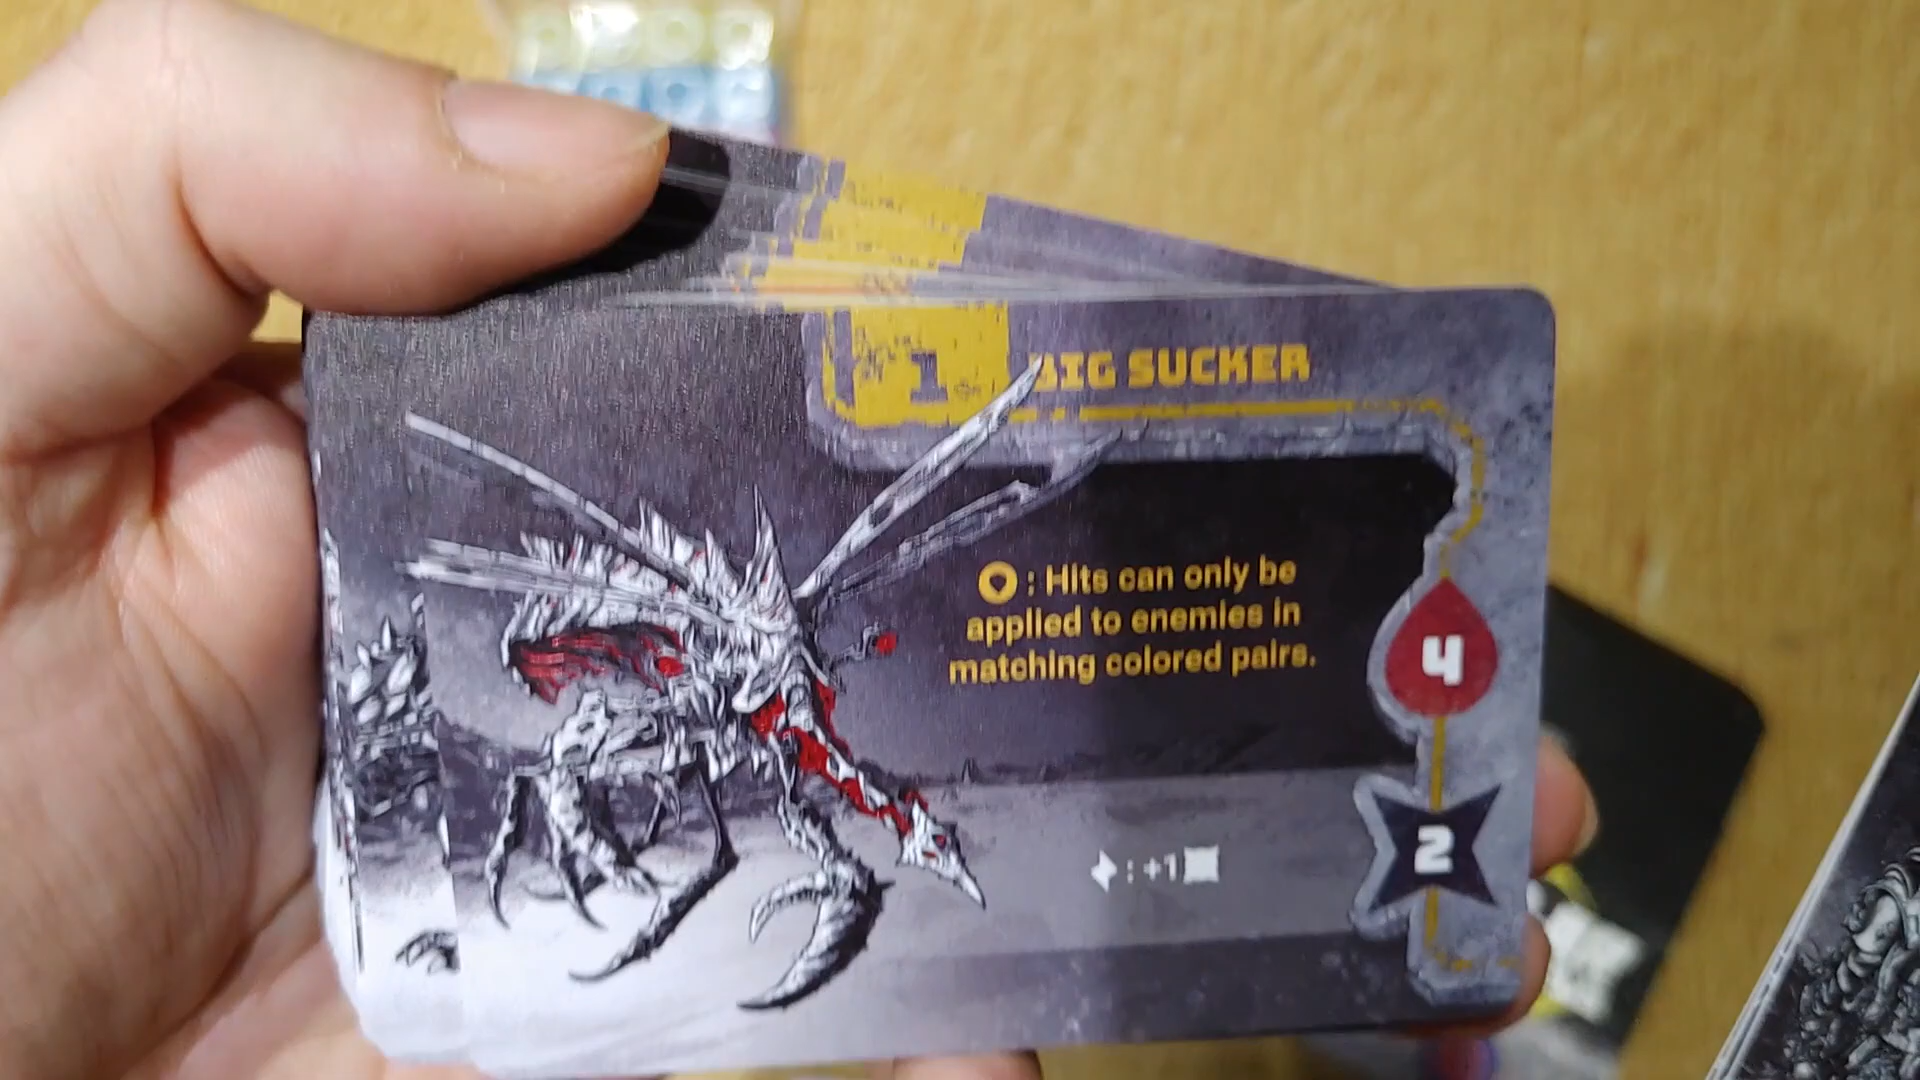 1 BIG SUCKER
: Hits can only be
applied to enemies in
matching colored pairs.
4
: +1
2